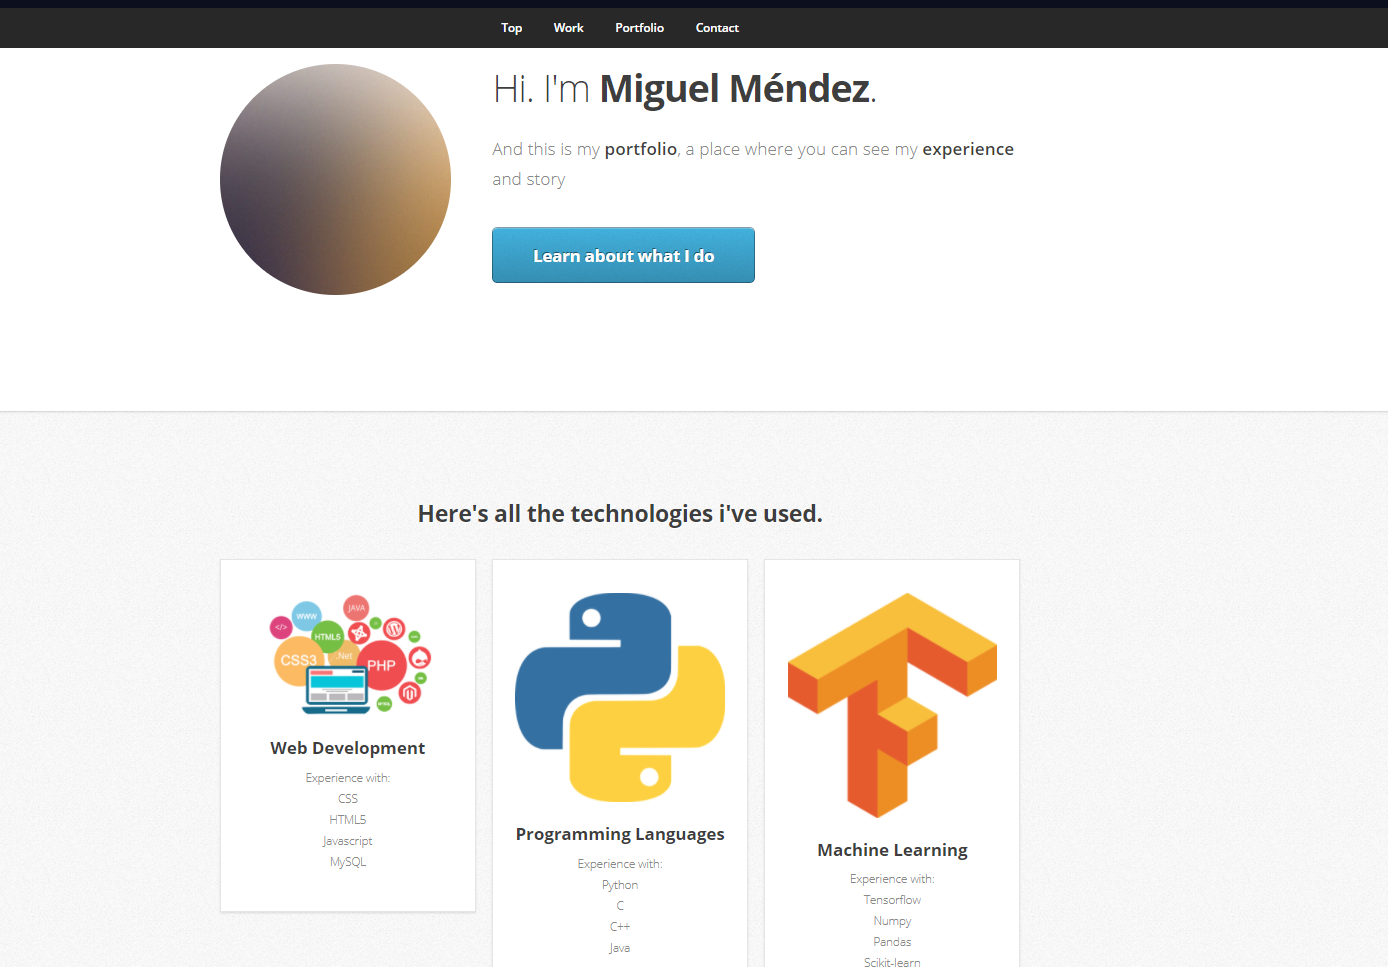 Top Work Portfolio Contact
Hi. I'm Miguel Méndez.
And this is my portfolio, a place where you can see my experience
and story
Learn about what I do
Here's all the technologies i've used.
JAVA
WWW
</>
HTML5
CSS3
.Net
PHP
Web Development
Experience with:
CSS
HTML5
Javascript
MySQL
Programming Languages
Experience with:
Python
C
C++
Java
Machine Learning
Experience with:
Tensorflow
Numpy
Pandas
Scikit-learn